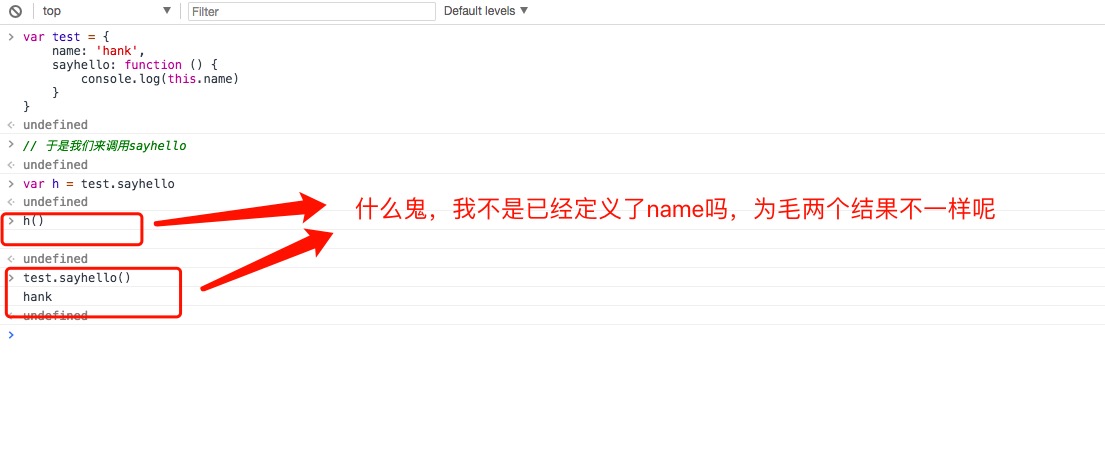 top
Filter
Default levels
var test = {
name: 'hank',
sayhello: function () {
console.log(this.name)
}
}
undefined
// 于是我们来调用sayhello
undefined
var h = test.sayhello
undefined
h()
什么鬼，我不是已经定义了name吗，为毛两个结果不一样呢
undefined
test.sayhello()
hank
undefined